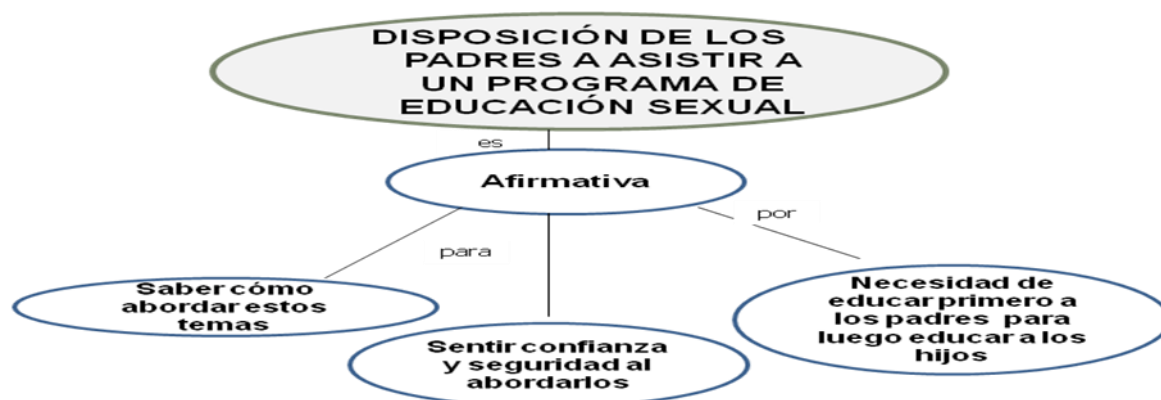 DISPOSICIÓN DE LOS
PADRES A ASISTIR A
UN PROGRAMA DE
EDUCACIÓN SEXUAL
es
Afirmativa
por
para
Saber cómo
abordar estos
temas
Sentir confianza
y seguridad al
abordarlos
Necesidad de
educar primero a
los padres para
luego educar a los
hijos